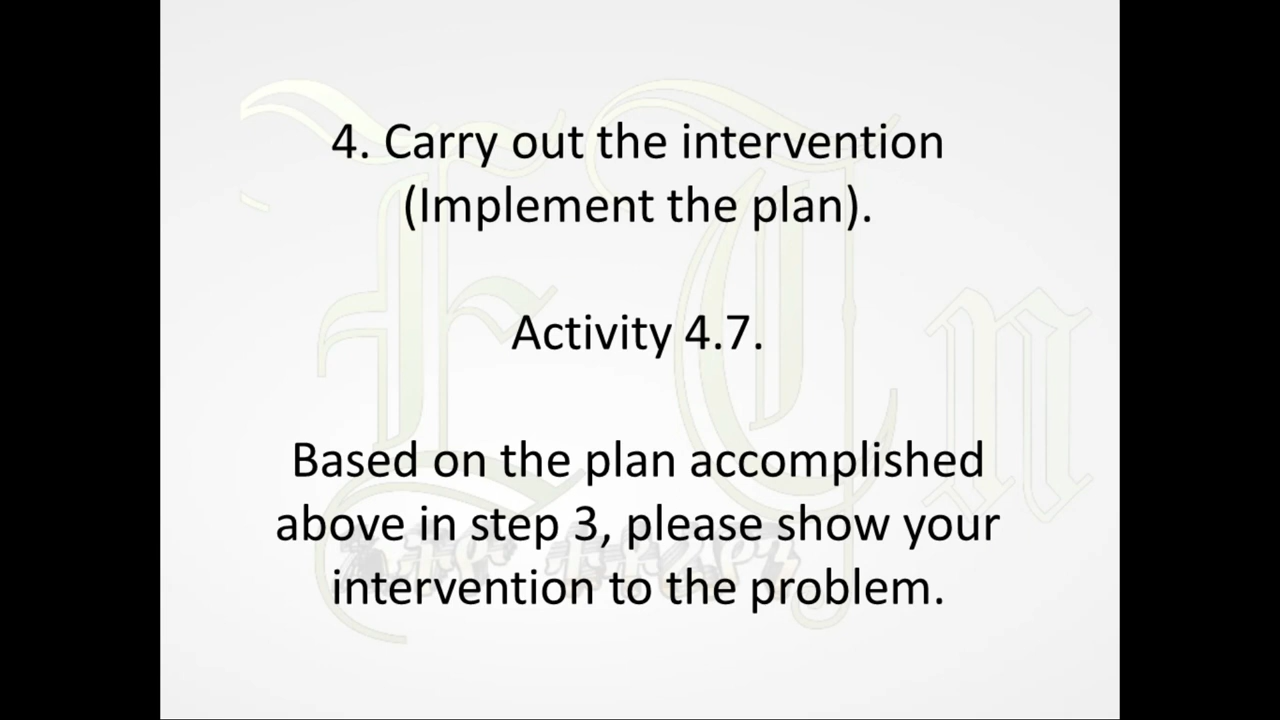 4. Carry out the intervention
(Implement the plan).
Activity 4.7.
Based on the plan accomplished
above in step 3, please show your
intervention to the problem.